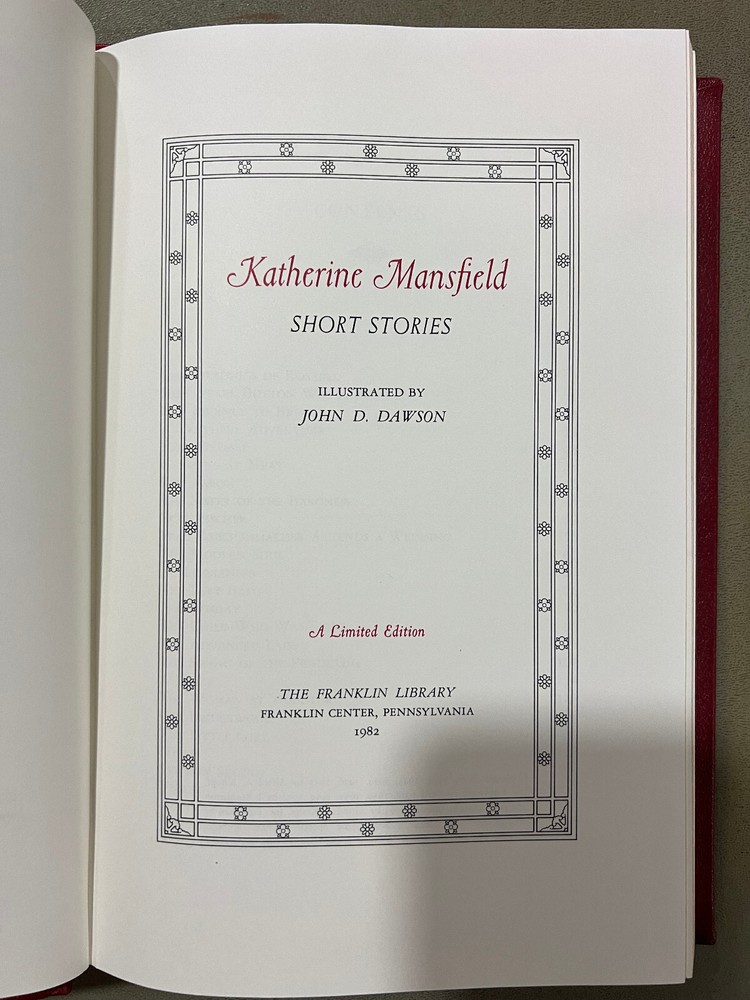 Katherine Mansfield
SHORT STORIES
ILLUSTRATED BY
JOHN D. DAWSON
A Limited Edition
THE FRANKLIN LIBRARY
FRANKLIN CENTER, PENNSYLVANIA
1982